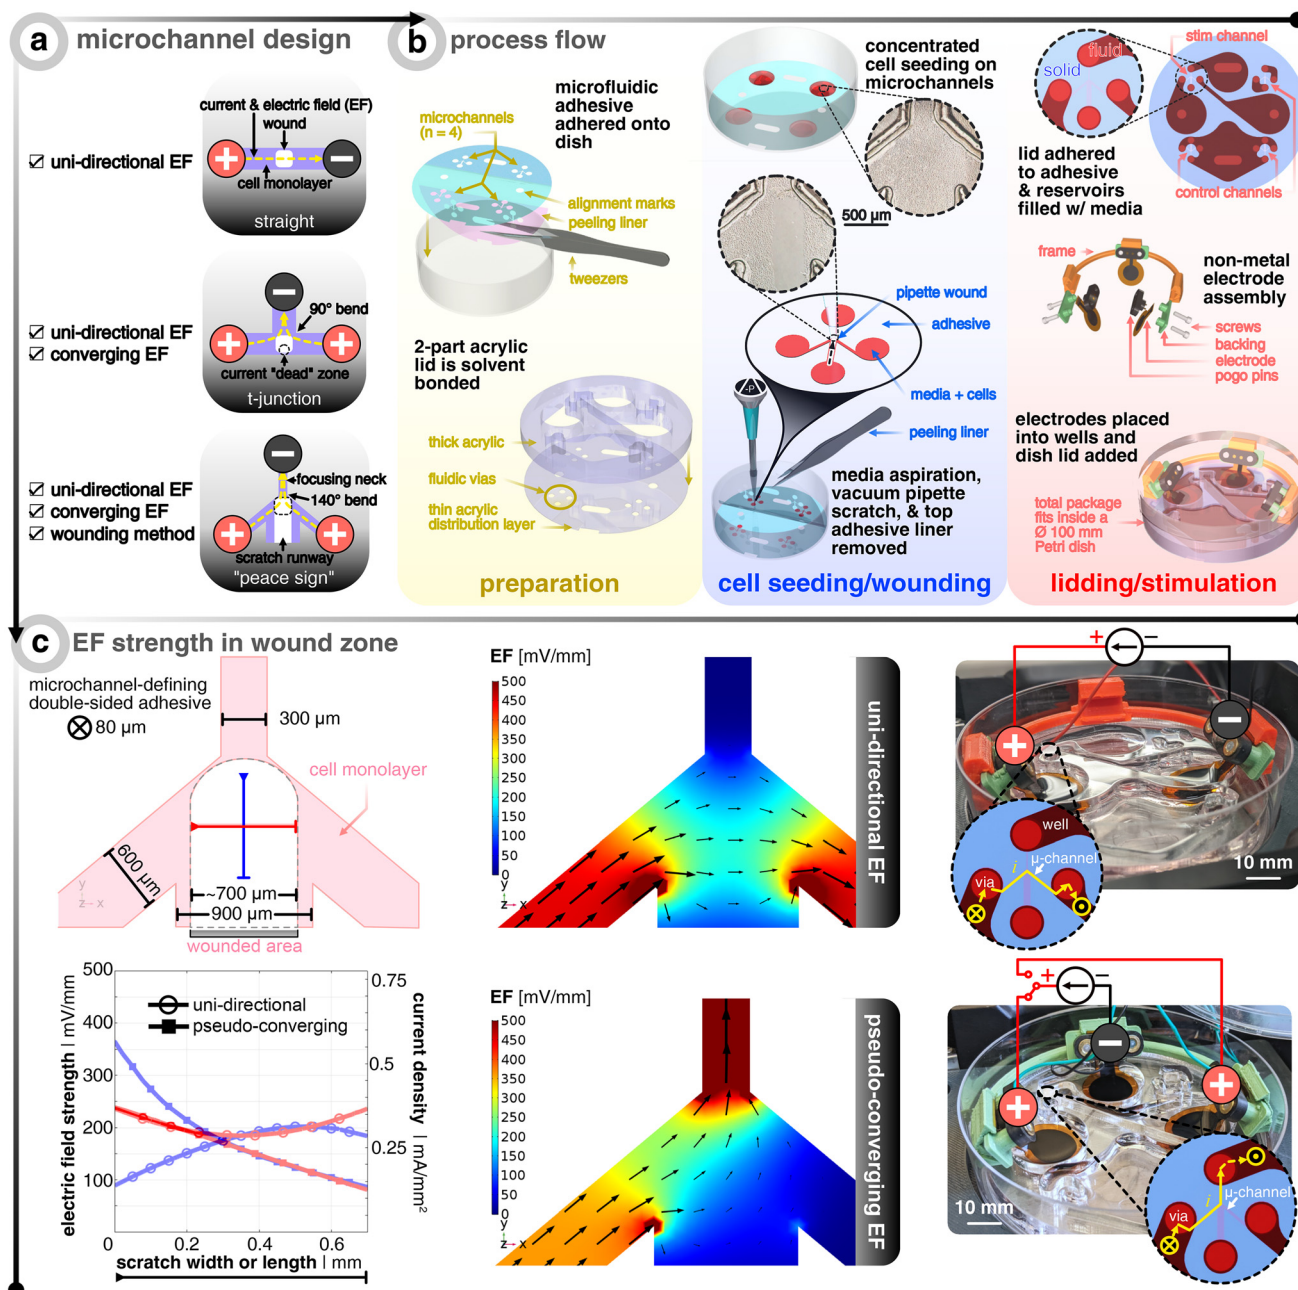 a microchannel design
current & electric field (EF)
wound
uni-directional EF
cell monolayer
straight
90° bend
uni-directional EF
converging EF
current "dead" zone
t-junction
focusing neck
140° bend
uni-directional EF
converging EF
wounding method
scratch runway
"peace sign"
b process flow
microfluidic
adhesive
adhered onto
dish
microchannels
(n = 4)
alignment marks
peeling liner
tweezers
2-part acrylic
lid is solvent
bonded
thick acrylic
fluidic vias
thin acrylic
distribution layer
preparation
concentrated
cell seeding on
microchannels
500 µm
pipette wound
adhesive
media + cells
-P
peeling liner
media aspiration,
vacuum pipette
scratch, & top
adhesive liner
removed
cell seeding/wounding
stim channel
fluid
solid
lid adhered
to adhesive
& reservoirs
filled w/ media
control channels
frame
non-metal
electrode
assembly
screws
backing
electrode
pogo pins
electrodes placed
into wells and
dish lid added
total package
fits inside a
Ø 100 mm
Petri dish
lidding/stimulation
c EF strength in wound zone
microchannel-defining
double-sided adhesive
80 µm
300 µm
cell monolayer
600 µm
y
z x
~700 µm
900 µm
wounded area
500
400
300
200
100
0.75
0.5
0.25
uni-directional
pseudo-converging
electric field strength | mV/mm
current density | mA/mm²
0 0.2 0.4 0.6
scratch width or length | mm
EF [mV/mm]
500
450
400
350
300
250
200
150
100
50
0
y
z x
uni-directional EF
EF [mV/mm]
500
450
400
350
300
250
200
150
100
50
0
y
z x
pseudo-converging EF
+ −
+
−
well
µ-channel
i
via
10 mm
+ −
−
+
+
10 mm
µ-channel
i
via